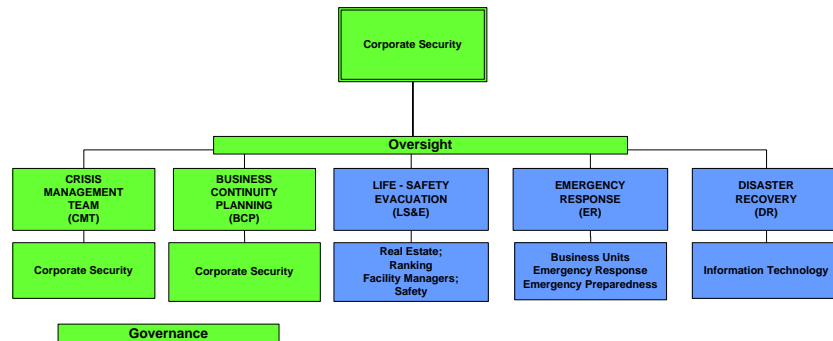 Corporate Security
Oversight
CRISIS
MANAGEMENT
TEAM
(CMT)
BUSINESS
CONTINUITY
PLANNING
(BCP)
LIFE - SAFETY
EVACUATION
(LS&E)
EMERGENCY
RESPONSE
(ER)
DISASTER
RECOVERY
(DR)
Corporate Security
Corporate Security
Real Estate;
Ranking
Facility Managers;
Safety
Business Units
Emergency Response
Emergency Preparedness
Information Technology
Governance